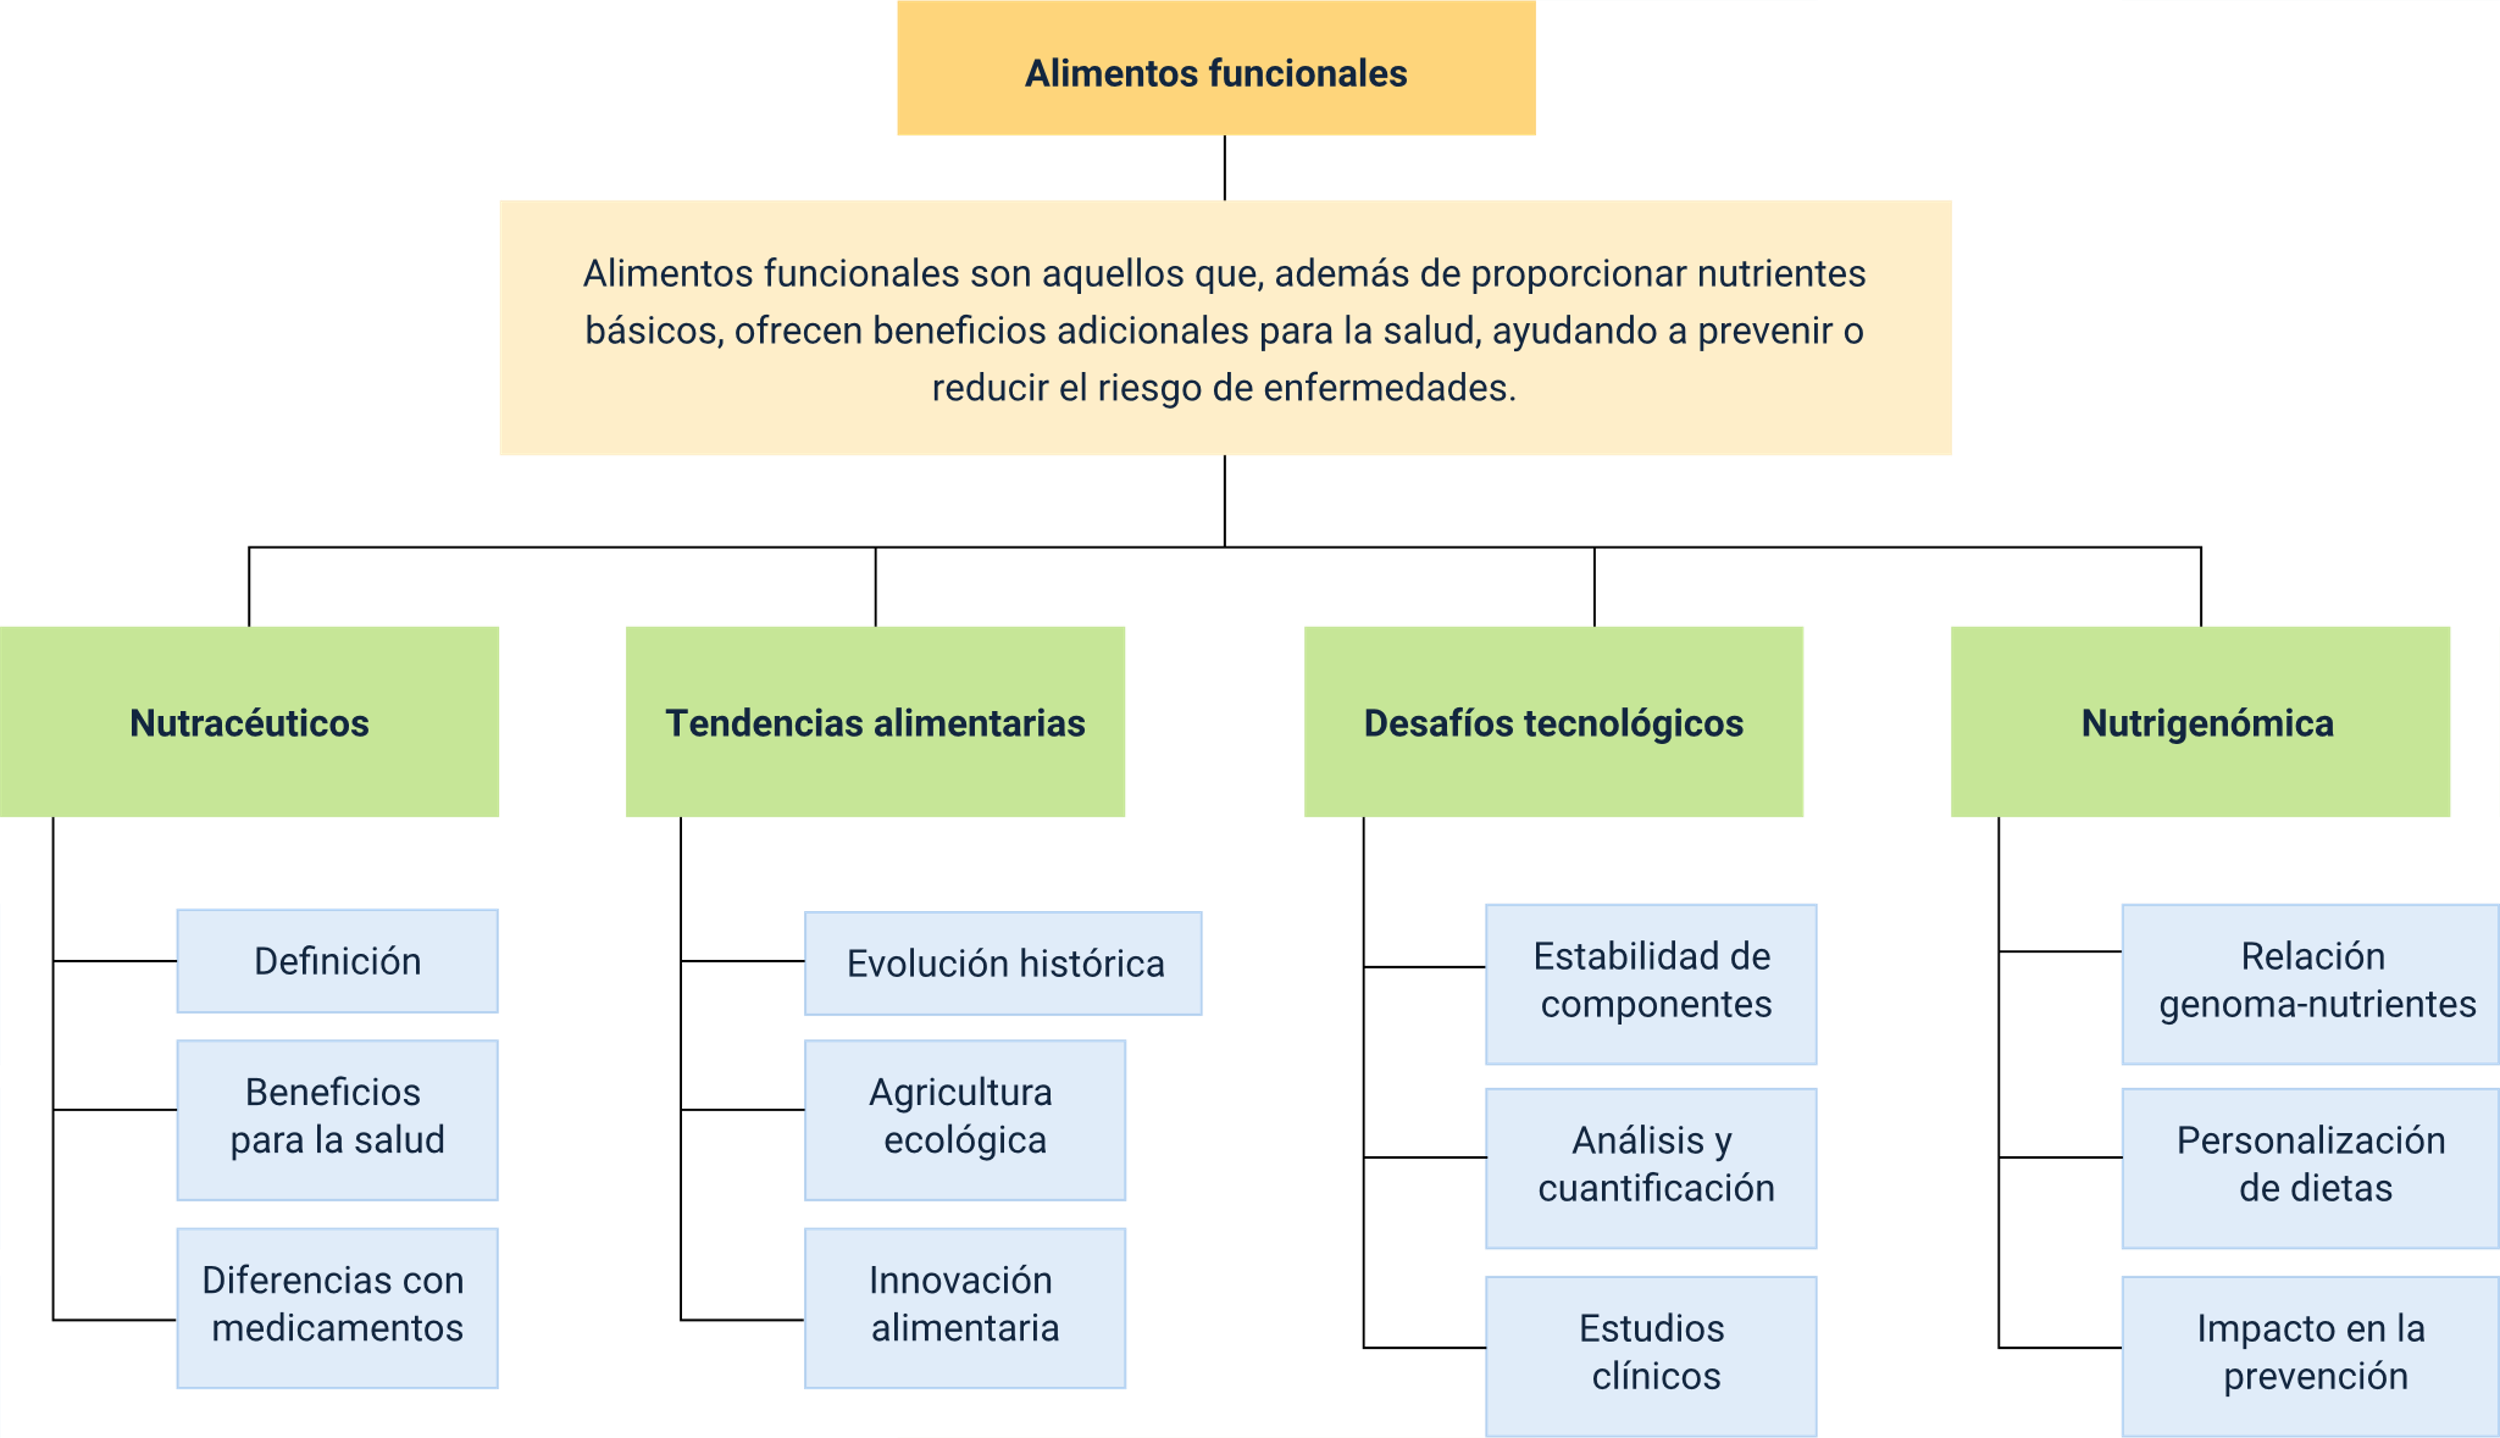 Alimentos funcionales
Alimentos funcionales son aquellos que, además de proporcionar nutrientes
básicos, ofrecen beneficios adicionales para la salud, ayudando a prevenir o
reducir el riesgo de enfermedades.
Nutracéuticos
Definición
Beneficios
para la salud
Diferencias con
medicamentos
Tendencias alimentarias
Evolución histórica
Agricultura
ecológica
Innovación
alimentaria
Desafíos tecnológicos
Estabilidad de
componentes
Análisis y
cuantificación
Estudios
clínicos
Nutrigenómica
Relación
genoma-nutrientes
Personalización
de dietas
Impacto en la
prevención